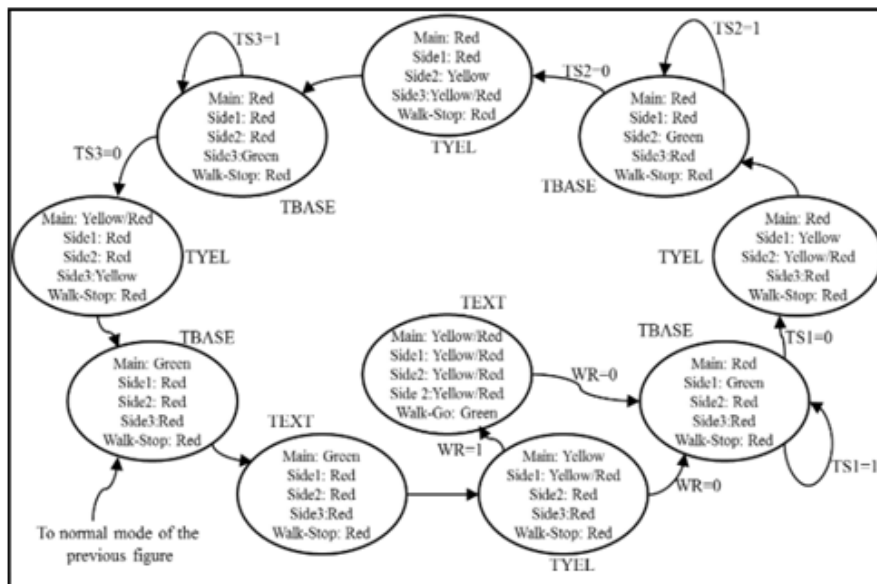 TS3=1
Main: Red
Side1: Red
Side2: Yellow
Side3:Yellow/Red
Walk-Stop: Red
TYEL
TS2=0
TS2=1
Main: Red
Side1: Red
Side2: Red
Side3:Green
Walk-Stop: Red
TBASE
TS3=0
Main: Red
Side1: Red
Side2: Green
Side3:Red
Walk-Stop: Red
TBASE
Main: Yellow/Red
Side1: Red
Side2: Red
Side3:Yellow
Walk-Stop: Red
TYEL
Main: Red
Side1: Yellow
Side2: Yellow/Red
Side3:Red
Walk-Stop: Red
TYEL
TBASE
Main: Green
Side1: Red
Side2: Red
Side3:Red
Walk-Stop: Red
TEXT
Main: Yellow/Red
Side1: Yellow/Red
Side2: Yellow/Red
Side 2:Yellow/Red
Walk-Go: Green
WR=0
TBASE
TS1=0
Main: Red
Side1: Green
Side2: Red
Side3:Red
Walk-Stop: Red
TS1=1
TEXT
Main: Green
Side1: Red
Side2: Red
Side3:Red
Walk-Stop: Red
WR=1
Main: Yellow
Side1: Yellow/Red
Side2: Red
Side3:Red
Walk-Stop: Red
TYEL
WR=0
To normal mode of the
previous figure